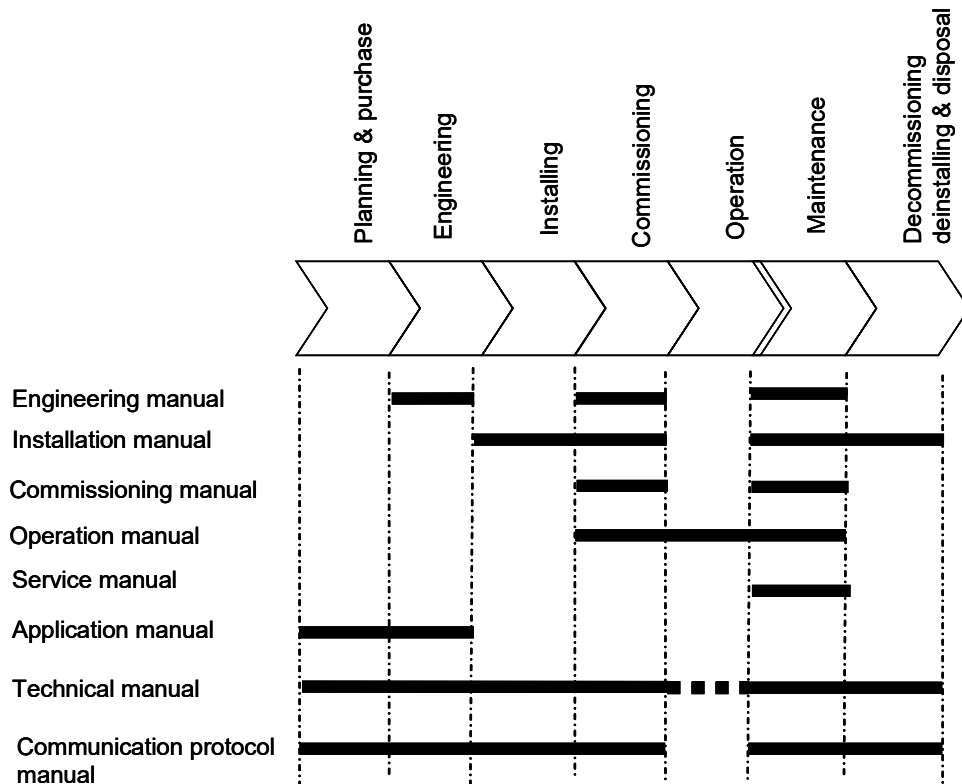 Planning & purchase
Engineering
Installing
Commissioning
Operation
Maintenance
Decommissioning
deinstalling & disposal
Engineering manual
Installation manual
Commissioning manual
Operation manual
Service manual
Application manual
Technical manual
Communication protocol
manual